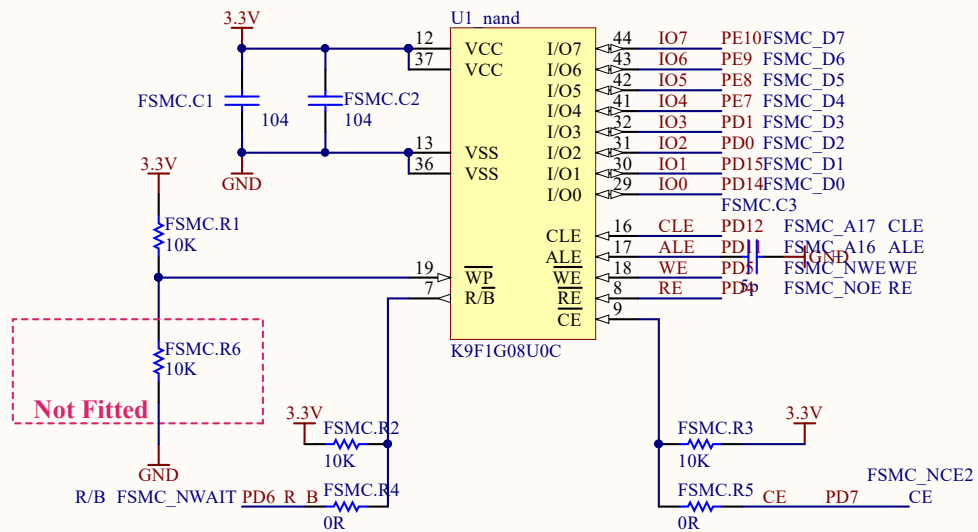 3.3V
U1_nand
12 VCC I/O7 44 IO7 PE10 FSMC_D7
37 VCC I/O6 43 IO6 PE9 FSMC_D6
I/O5 42 IO5 PE8 FSMC_D5
FSMC.C1 FSMC.C2 I/O4 41 IO4 PE7 FSMC_D4
104 104 I/O3 32 IO3 PD1 FSMC_D3
13 VSS I/O2 31 IO2 PD0 FSMC_D2
3.3V 36 VSS I/O1 30 IO1 PD15 FSMC_D1
GND I/O0 29 IO0 PD14 FSMC_D0
FSMC.C3
FSMC.R1 CLE 16 CLE PD12 FSMC_A17 CLE
10K ALE 17 ALE PD11 GND FSMC_A16 ALE
19 WP WE 18 WE PD5 FSMC_NWE WE
7 R/B RE 8 RE PD4 5p FSMC_NOE RE
CE 9
FSMC.R6
10K
K9F1G08U0C
Not Fitted
3.3V FSMC.R2 FSMC.R3 3.3V
10K 10K
GND
FSMC_NCE2
R/B FSMC_NWAIT PD6 R_B FSMC.R4 FSMC.R5 CE PD7 CE
0R 0R